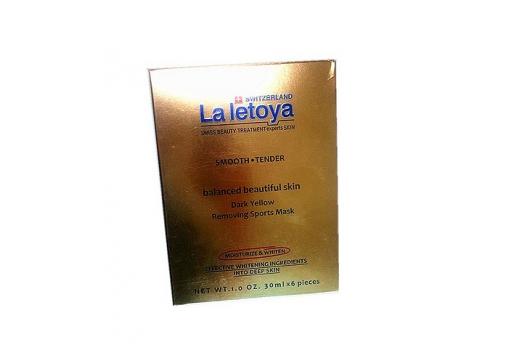 SWITZERLAND
La letoya
SWISS BEAUTY TREATMENT experts SKIN
SMOOTH • TENDER
balanced beautiful skin
Dark Yellow
Removing Sports Mask
MOISTURIZE & WHITEN
EFFECTIVE WHITENING INGREDIENTS
INTO DEEP SKIN
NET WT.1.0 OZ. 30ml x6 pieces